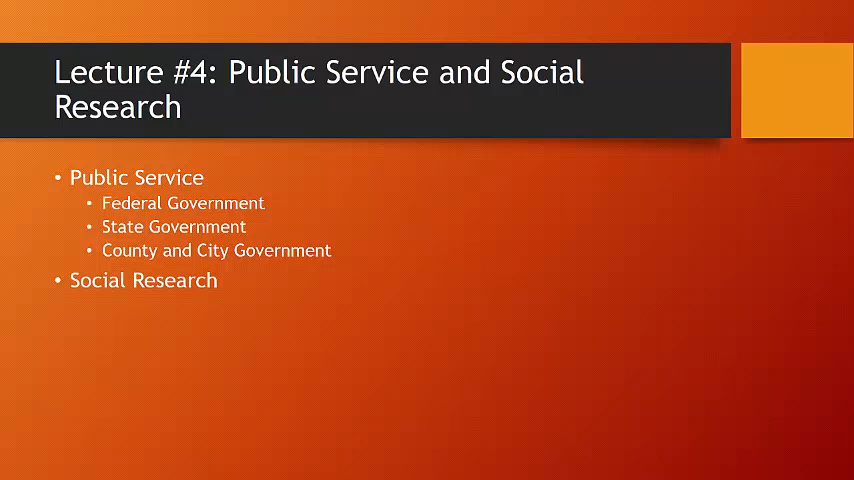 Lecture #4: Public Service and Social
Research
• Public Service
• Federal Government
• State Government
• County and City Government
• Social Research